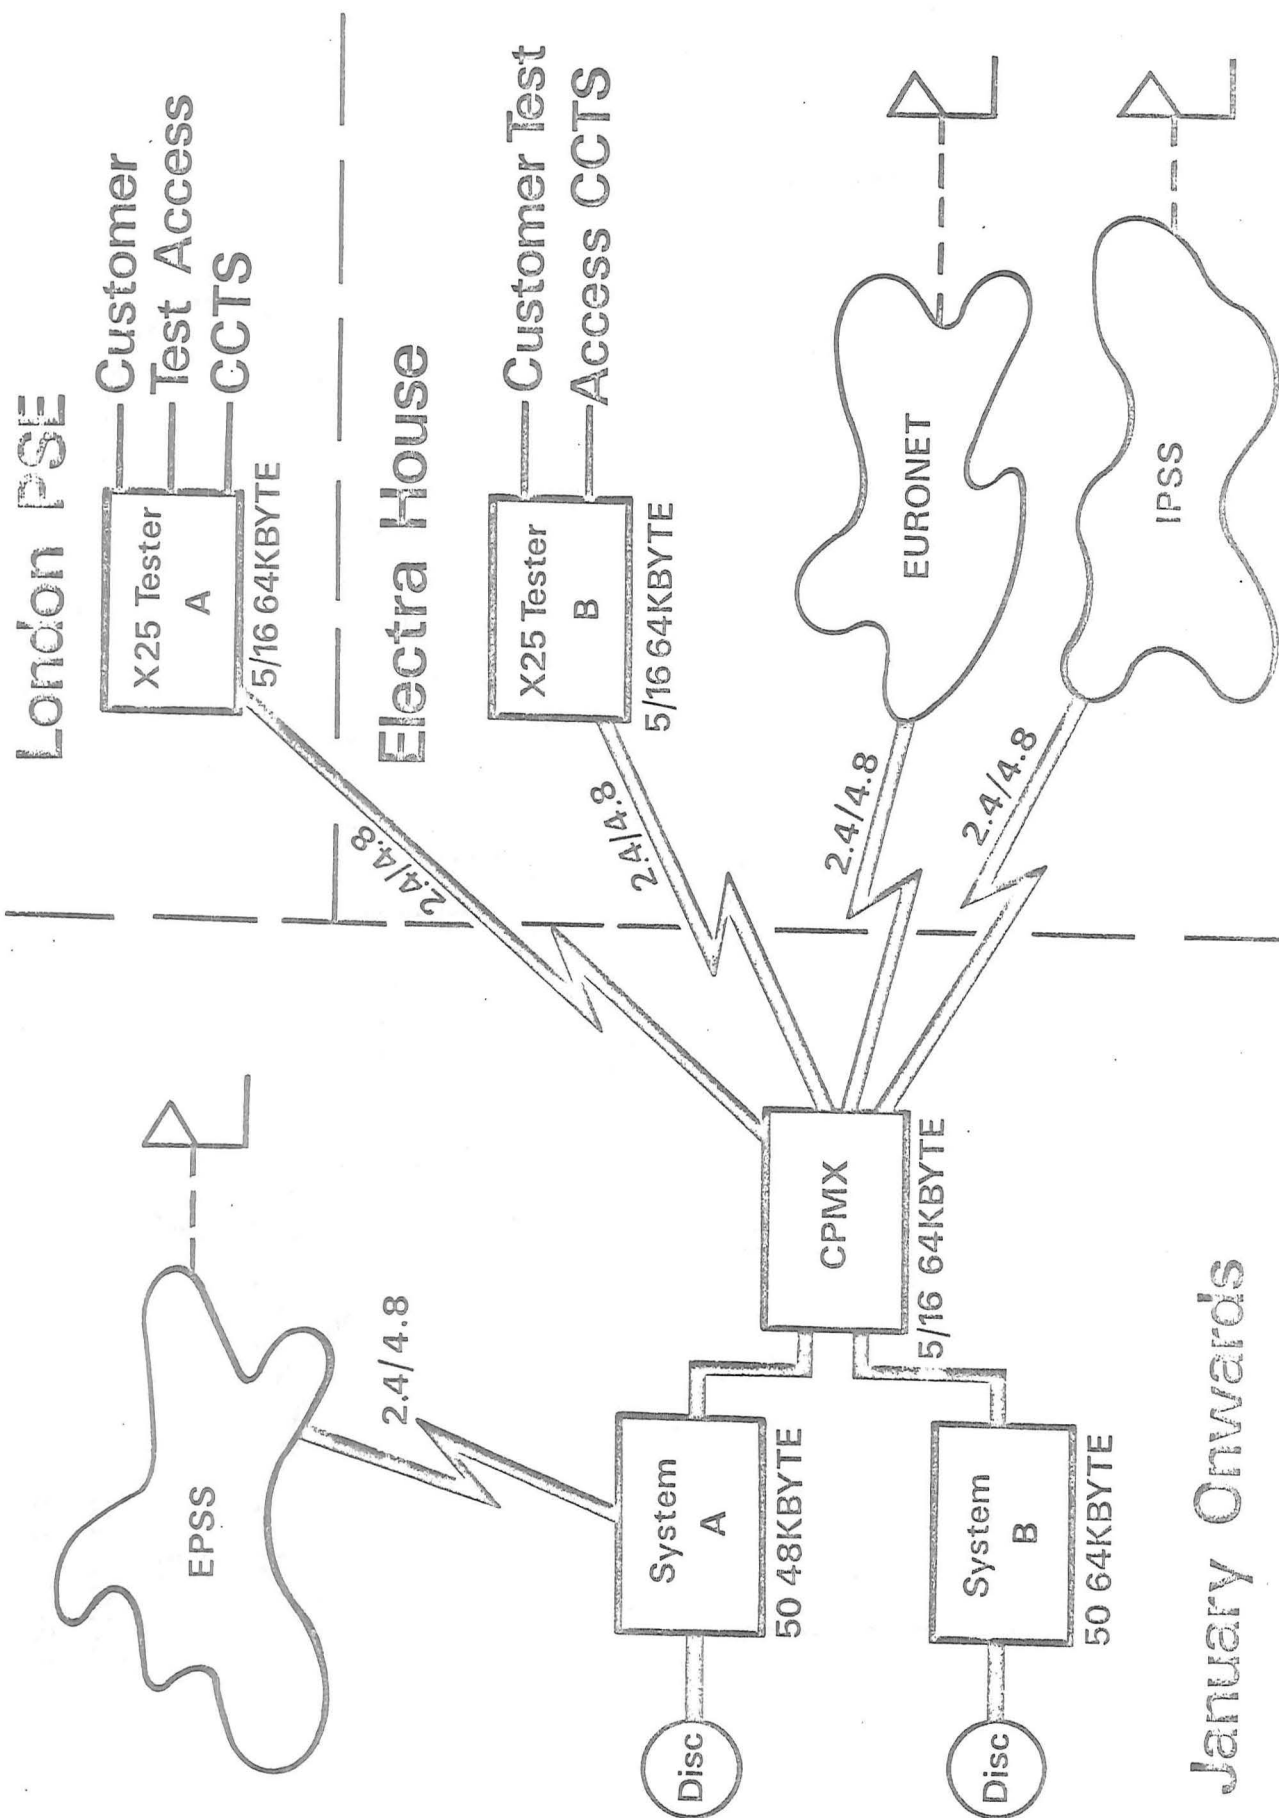 London PSE
X25 Tester
A
5/16 64KBYTE
Customer
Test Access
CCTS
2.4/4.8
Electra House
X25 Tester
B
5/16 64KBYTE
Customer Test
Access CCTS
2.4/4.8
EURONET
2.4/4.8
IPSS
2.4/4.8
EPSS
2.4/4.8
CPMX
5/16 64KBYTE
System
A
50 48KBYTE
Disc
System
B
50 64KBYTE
Disc
January Onwards